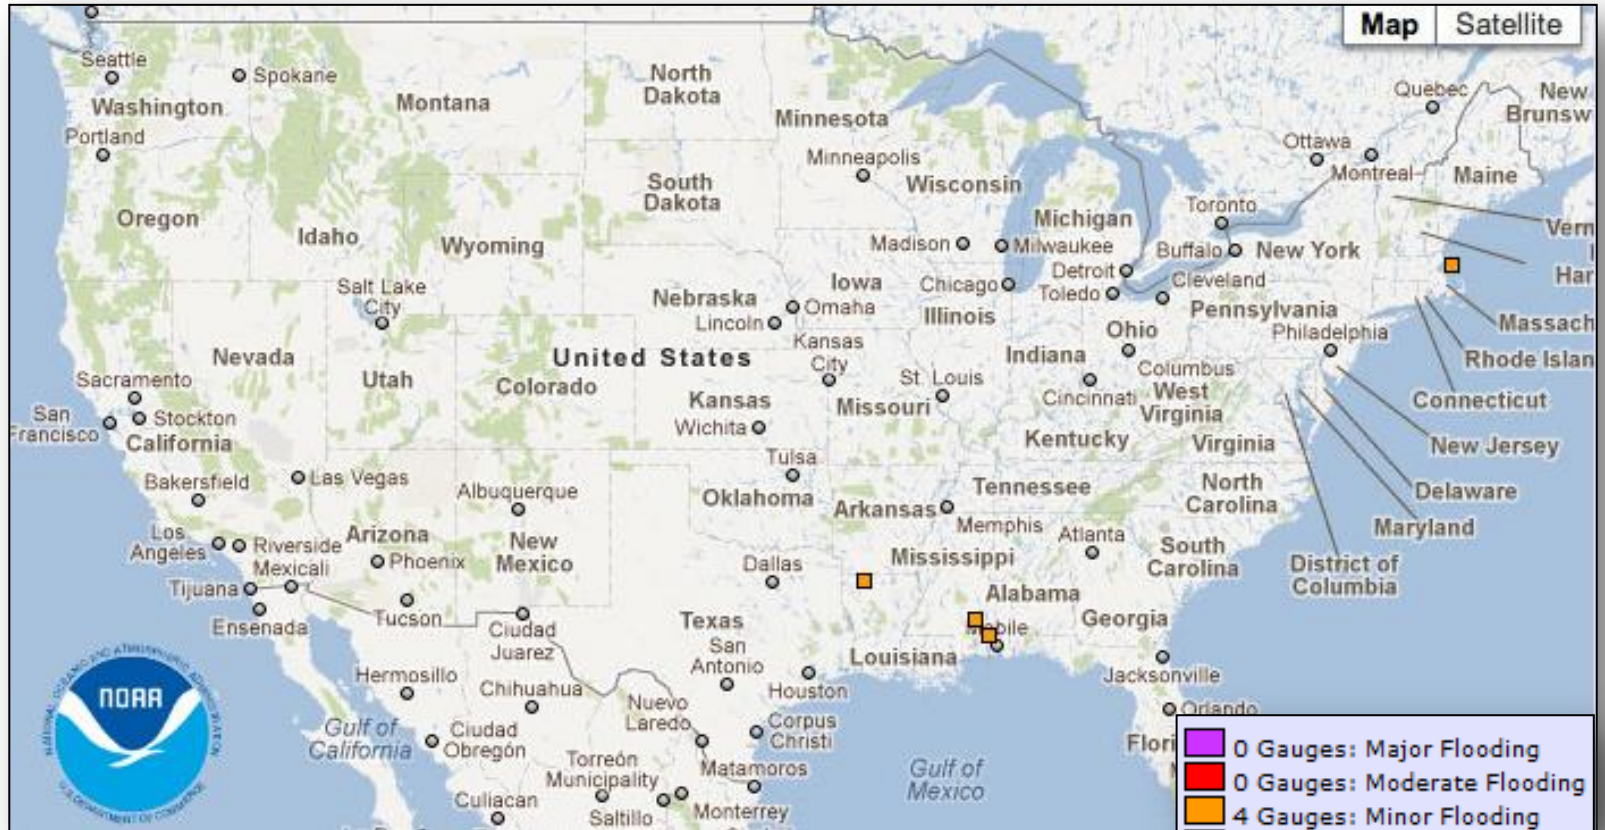 Map
Satellite
Seattle
Spokane
Washington
Portland
Montana
North
Dakota
Minnesota
Minneapolis
Wisconsin
South
Dakota
Oregon
Idaho
Wyoming
Quebec
New
Brunsw
Ottawa
Montreal
Maine
Toronto
Michigan
Madison
Milwaukee
Buffalo
New York
Vern
Har
Detroit
Cleveland
Chicago
Toledo
Iowa
Salt Lake
City
Nebraska
Omaha
Lincoln
Illinois
Pennsylvania
Philadelphia
Massach
Ohio
Kansas
City
Indiana
Rhode Islan
Nevada
United States
Utah
Colorado
Columbus
Sacramento
St. Louis
West
Virginia
Cincinnati
Kansas
Missouri
Connecticut
San
Francisco
Stockton
California
Wichita
Kentucky
Virginia
New Jersey
Tulsa
Bakersfield
Las Vegas
Albuquerque
Oklahoma
Arkansas
Tennessee
North
Carolina
Delaware
Memphis
Maryland
Los
Angeles
Riverside
Arizona
Mexicali
Phoenix
New
Mexico
Atlanta
Mississippi
South
Carolina
Dallas
District of
Columbia
Tijuana
Alabama
Ensenada
Tucson
Ciudad
Juarez
Texas
Georgia
San
Antonio
Louisiana
Houston
Jacksonville
Hermosillo
Chihuahua
Nuevo
Laredo
Corpus
Christi
Orlando
Gulf of
California
Ciudad
Obregón
Flori
Torreón
Municipality
Matamoros
Gulf of
Mexico
Culiacan
Saltillo
Monterrey
NATIONAL OCEANIC AND ATMOSPHERIC ADMINISTRATION
NOAA
U.S. DEPARTMENT OF COMMERCE
0 Gauges: Major Flooding
0 Gauges: Moderate Flooding
4 Gauges: Minor Flooding